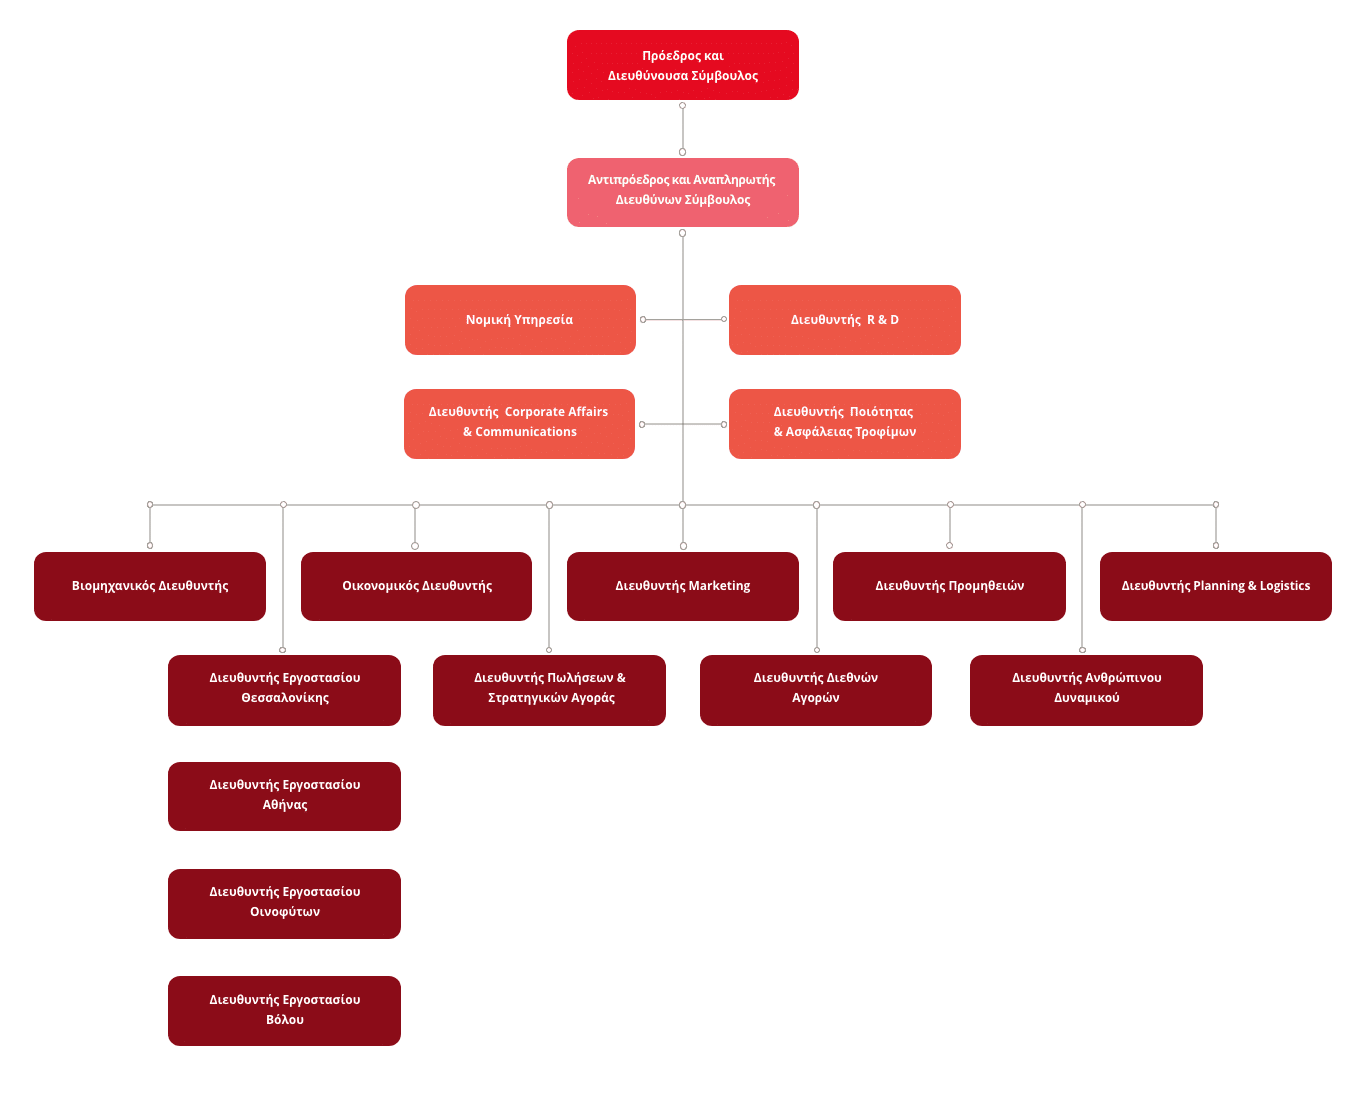 Πρόεδρος και
Διευθύνουσα Σύμβουλος
Αντιπρόεδρος και Αναπληρωτής
Διευθύνων Σύμβουλος
Νομική Υπηρεσία
Διευθυντής R & D
Διευθυντής Corporate Affairs
& Communications
Διευθυντής Ποιότητας
& Ασφάλειας Τροφίμων
Βιομηχανικός Διευθυντής
Οικονομικός Διευθυντής
Διευθυντής Marketing
Διευθυντής Προμηθειών
Διευθυντής Planning & Logistics
Διευθυντής Εργοστασίου
Θεσσαλονίκης
Διευθυντής Πωλήσεων &
Στρατηγικών Αγοράς
Διευθυντής Διεθνών
Αγορών
Διευθυντής Ανθρώπινου
Δυναμικού
Διευθυντής Εργοστασίου
Αθήνας
Διευθυντής Εργοστασίου
Οινοφύτων
Διευθυντής Εργοστασίου
Βόλου